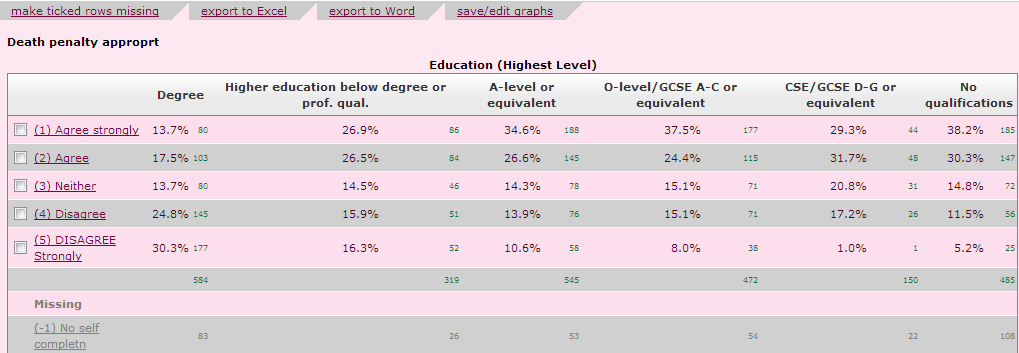 make ticked rows missing export to Excel export to Word save/edit graphs
Death penalty approprt
Education (Highest Level)
Degree Higher education below degree or prof. qual. A-level or equivalent O-level/GCSE A-C or equivalent CSE/GCSE D-G or equivalent No qualifications
(1) Agree strongly 13.7% 80 26.9% 86 34.6% 188 37.5% 177 29.3% 44 38.2% 185
(2) Agree 17.5% 103 26.5% 84 26.6% 145 24.4% 115 31.7% 48 30.3% 147
(3) Neither 13.7% 80 14.5% 46 14.3% 78 15.1% 71 20.8% 31 14.8% 72
(4) Disagree 24.8% 145 15.9% 51 13.9% 76 15.1% 71 17.2% 26 11.5% 56
(5) DISAGREE Strongly 30.3% 177 16.3% 52 10.6% 58 8.0% 38 1.0% 1 5.2% 25
584 319 545 472 150 485
Missing
(-1) No self completn 83 26 53 54 22 108